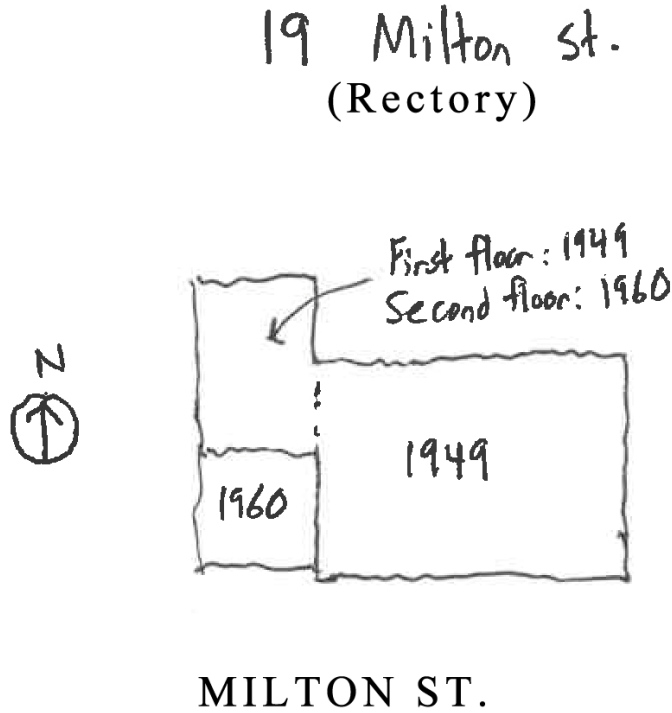 19 Milton St.
(Rectory)
First floor: 1949
Second floor: 1960
N
1949
1960
MILTON ST.